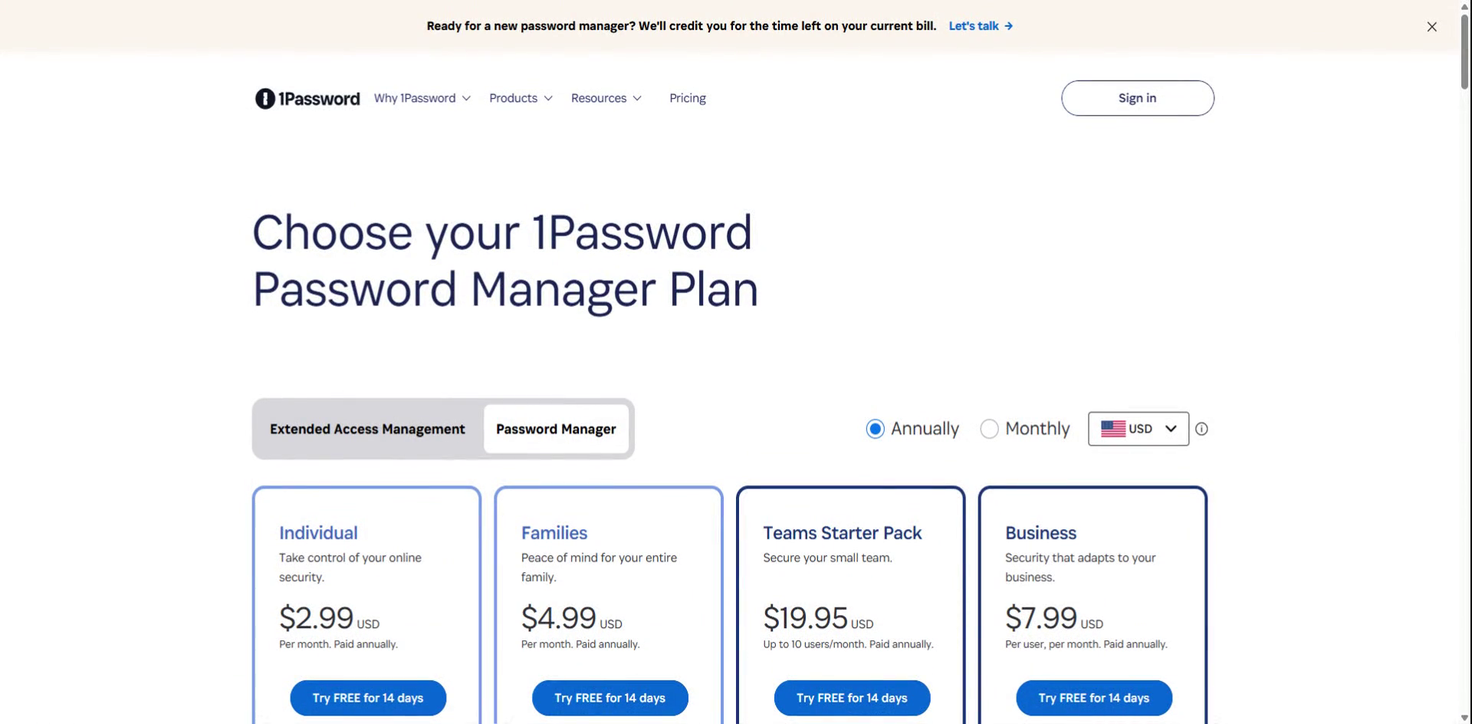 Ready for a new password manager? We'll credit you for the time left on your current bill. Let's talk →
1Password Why 1Password Products Resources Pricing Sign in
Choose your 1Password
Password Manager Plan
Extended Access Management Password Manager Annually Monthly USD
Individual
Take control of your online
security.
$2.99 USD
Per month. Paid annually.
Try FREE for 14 days
Families
Peace of mind for your entire
family.
$4.99 USD
Per month. Paid annually.
Try FREE for 14 days
Teams Starter Pack
Secure your small team.
$19.95 USD
Up to 10 users/month. Paid annually.
Try FREE for 14 days
Business
Security that adapts to your
business.
$7.99 USD
Per user, per month. Paid annually.
Try FREE for 14 days